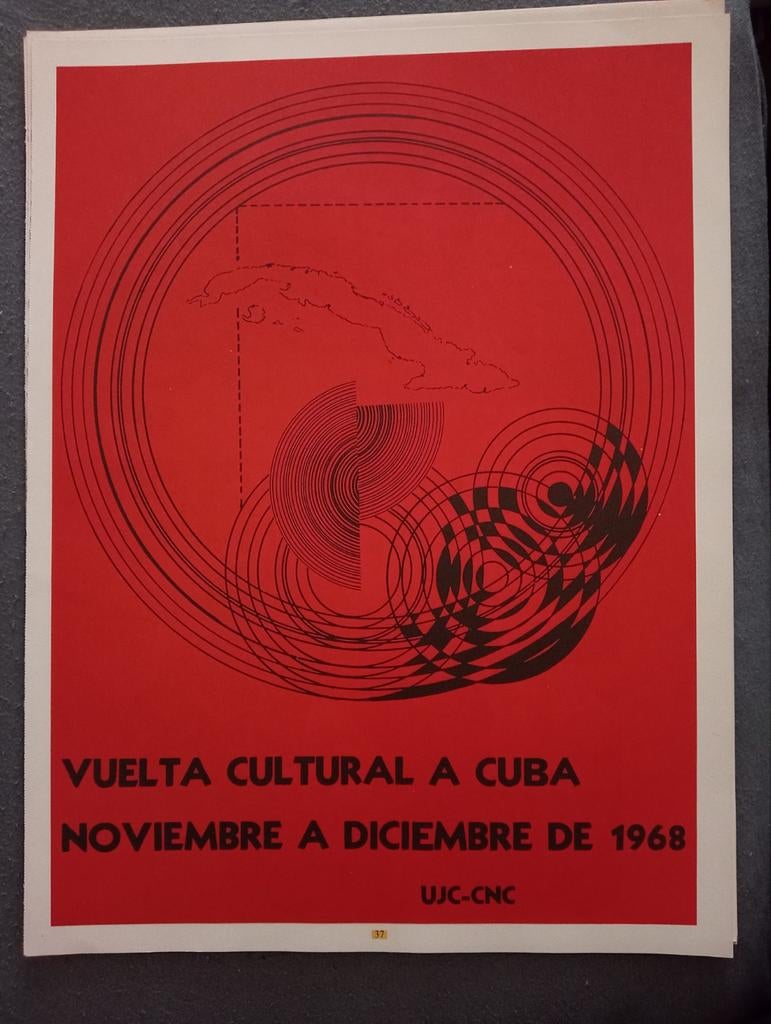 VUELTA CULTURAL A CUBA
NOVIEMBRE A DICIEMBRE DE 1968
UJC-CNC
37